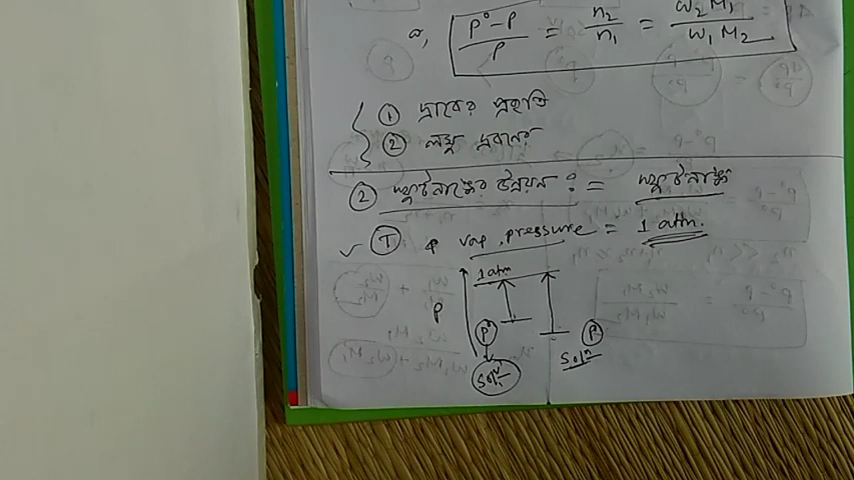 a, P°-P/P = n₂/n₁ = w₂M₁/w₁M₂
① দ্রাবের প্রকৃতি
② লঘু দ্রবণের
② স্ফুটনাঙ্কের উন্নয়ন : = স্ফুটনাঙ্ক
✓ Ⓣ vap. pressure = 1 atm.
1 atm
P
P° P
Solv Solⁿ